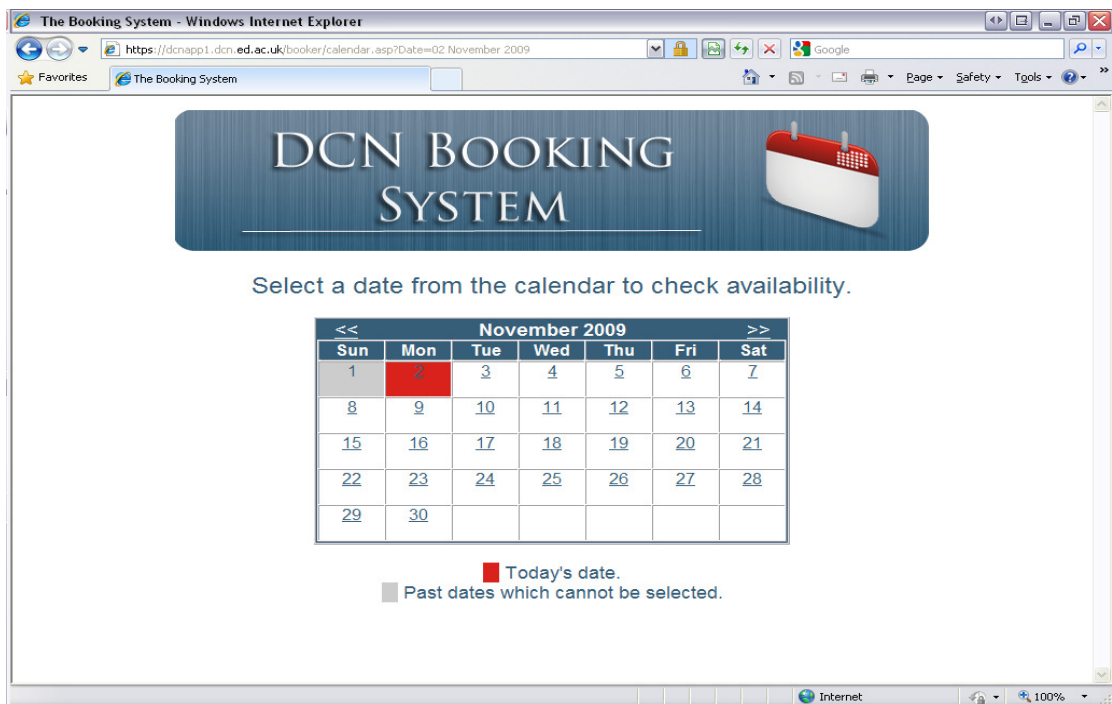 The Booking System - Windows Internet Explorer
https://dcnapp1.dcn.ed.ac.uk/booker/calendar.asp?Date=02 November 2009
Google
Favorites The Booking System Page Safety Tools »
DCN BOOKING
SYSTEM
Select a date from the calendar to check availability.
<< November 2009 >>
Sun Mon Tue Wed Thu Fri Sat
1 2 3 4 5 6 7
8 9 10 11 12 13 14
15 16 17 18 19 20 21
22 23 24 25 26 27 28
29 30
Today's date.
Past dates which cannot be selected.
Internet 100%